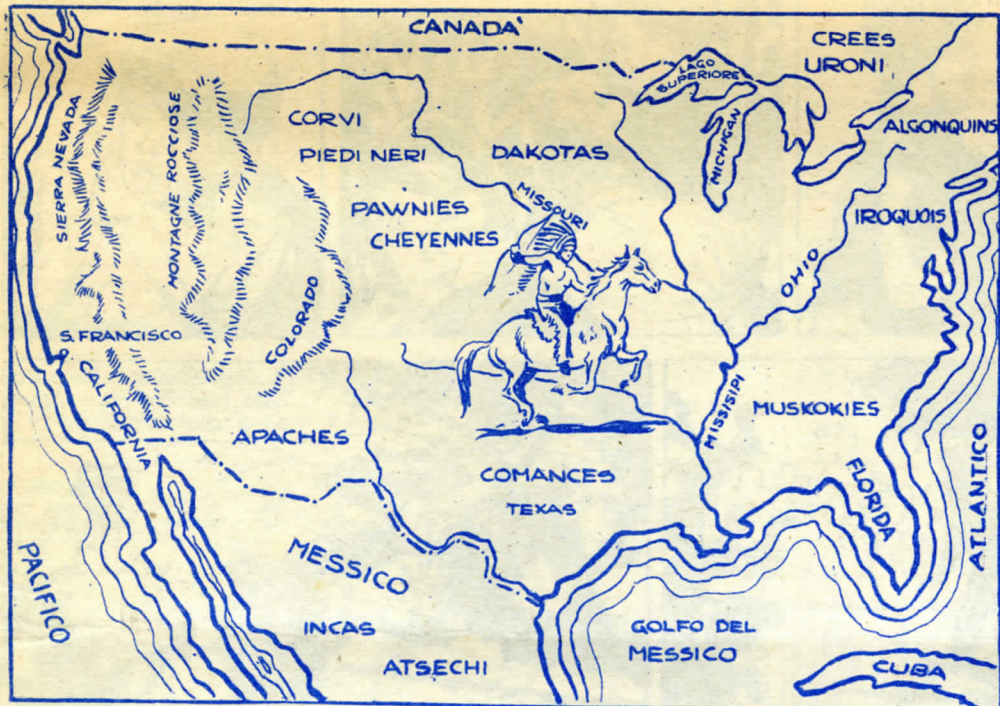 CANADA'
CREES
URONI
LAGO
SUPERIORE
MICHIGAN
ALGONQUINS
SIERRA NEVADA
MONTAGNE ROCCIOSE
CORVI
PIEDI NERI
DAKOTAS
PAWNIES
CHEYENNES
MISSOURI
IROQUOIS
OHIO
COLORADO
S. FRANCISCO
CALIFORNIA
APACHES
MISSISIPI
MUSKOKIES
COMANCES
TEXAS
FLORIDA
ATLANTICO
PACIFICO
MESSICO
INCAS
ATSECHI
GOLFO DEL
MESSICO
CUBA